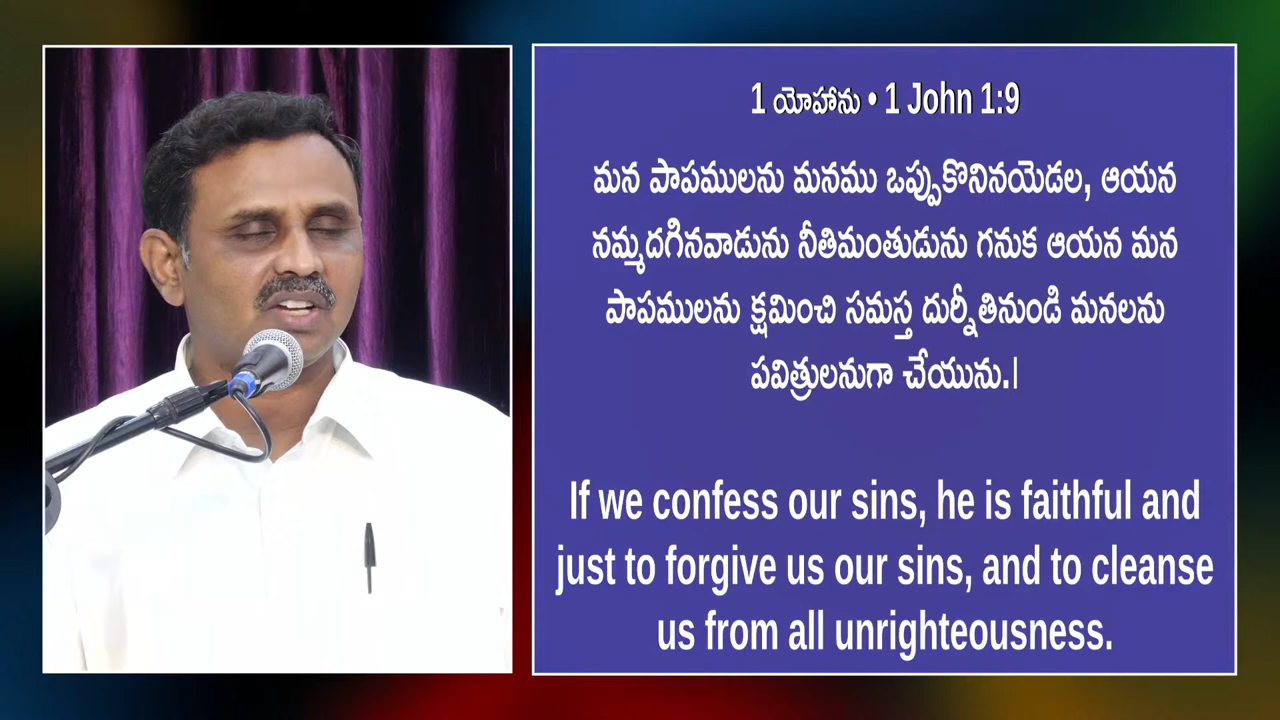 1 యోహాను • 1 John 1:9
మన పాపములను మనము ఒప్పుకొనినయెడల, ఆయన
నమ్మదగినవాడును నీతిమంతుడును గనుక ఆయన మన
పాపములను క్షమించి సమస్త దుర్నీతినుండి మనలను
పవిత్రులనుగా చేయును.|
If we confess our sins, he is faithful and
just to forgive us our sins, and to cleanse
us from all unrighteousness.